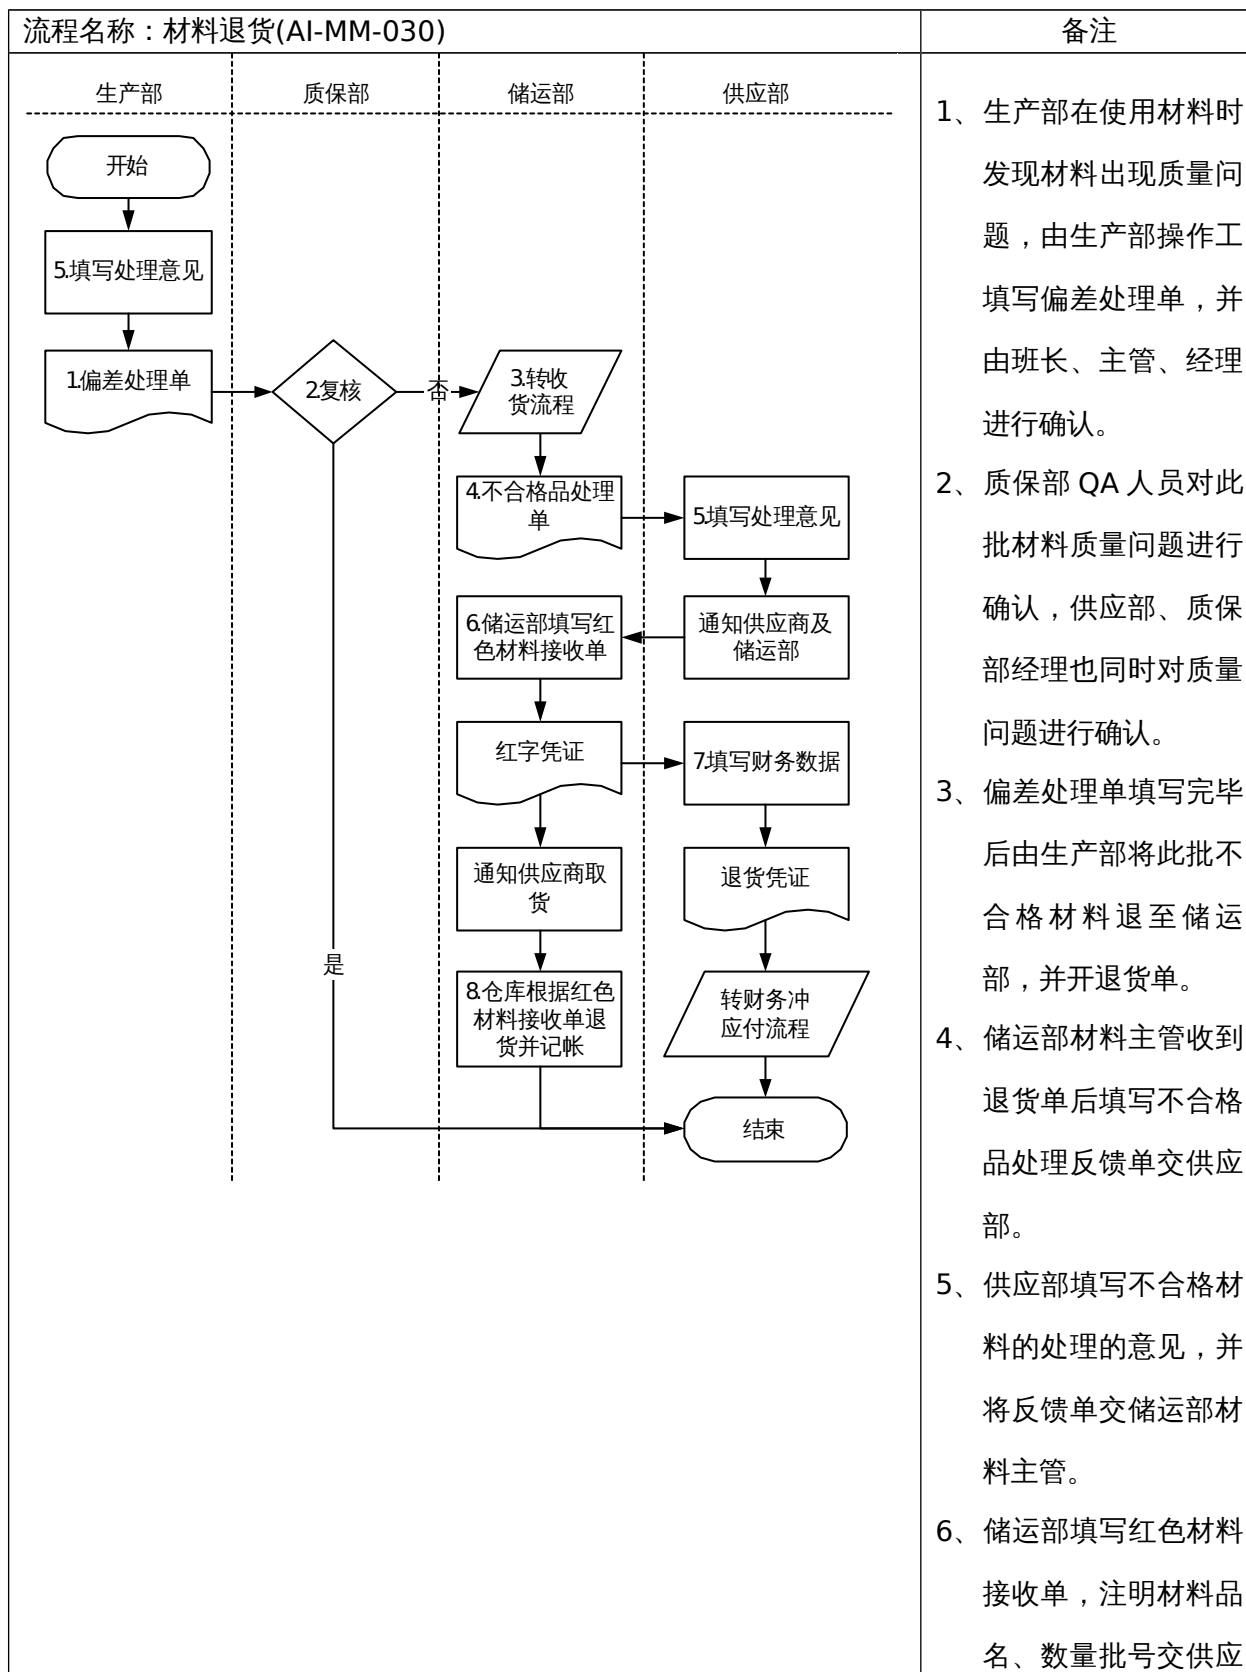 流程名称：材料退货(AI-MM-030)
备注
生产部
质保部
储运部
供应部
开始
5.填写处理意见
1.偏差处理单
2.复核
否
3.转收
货流程
4.不合格品处理
单
5.填写处理意见
6.储运部填写红
色材料接收单
通知供应商及
储运部
红字凭证
7.填写财务数据
通知供应商取
货
退货凭证
是
8.仓库根据红色
材料接收单退
货并记帐
转财务冲
应付流程
结束
1、生产部在使用材料时
发现材料出现质量问
题，由生产部操作工
填写偏差处理单，并
由班长、主管、经理
进行确认。
2、质保部 QA 人员对此
批材料质量问题进行
确认，供应部、质保
部经理也同时对质量
问题进行确认。
3、偏差处理单填写完毕
后由生产部将此批不
合格材料退至储运
部，并开退货单。
4、储运部材料主管收到
退货单后填写不合格
品处理反馈单交供应
部。
5、供应部填写不合格材
料的处理的意见，并
将反馈单交储运部材
料主管。
6、储运部填写红色材料
接收单，注明材料品
名、数量批号交供应